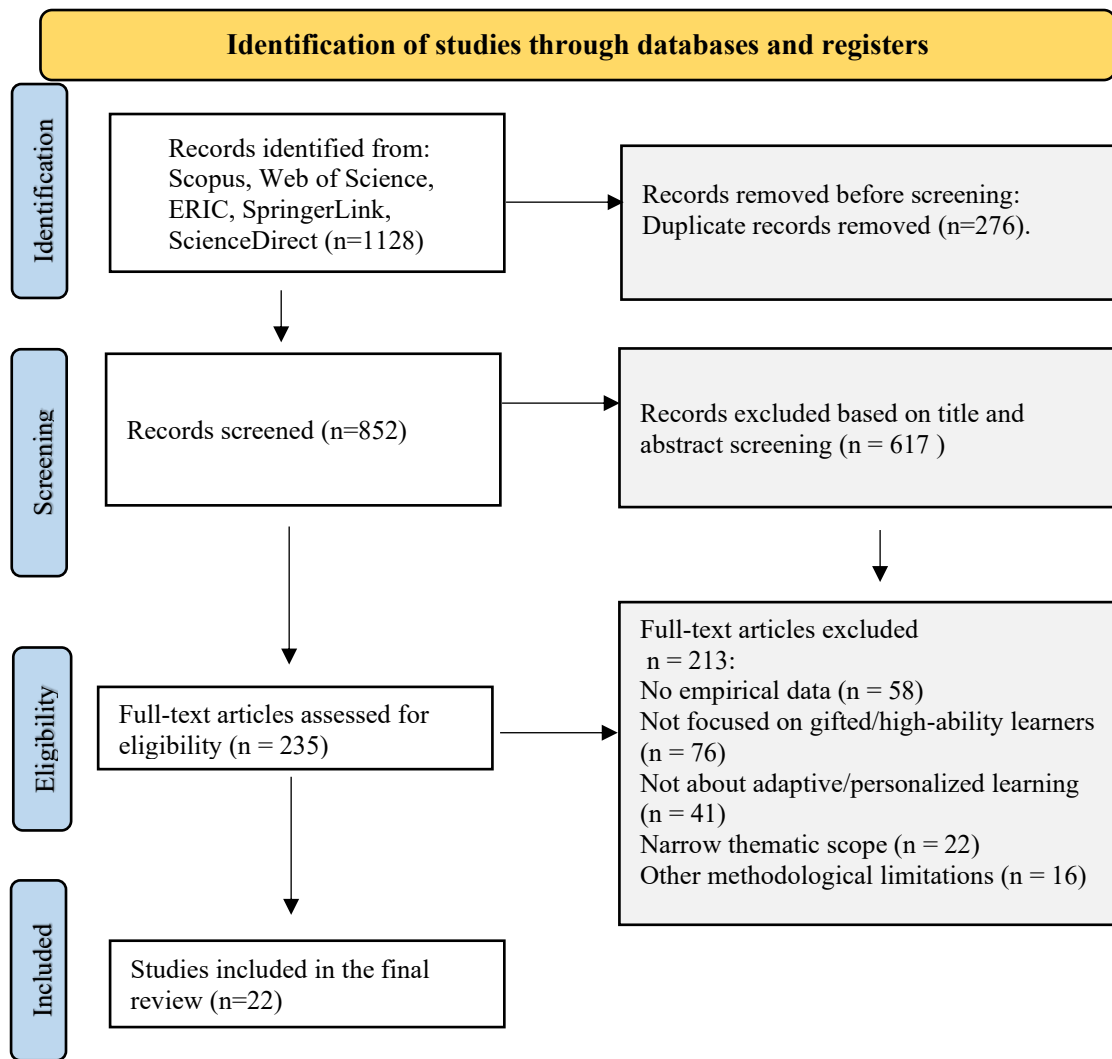 Identification of studies through databases and registers
Identification
Records identified from:
Scopus, Web of Science,
ERIC, SpringerLink,
ScienceDirect (n=1128)
Records removed before screening:
Duplicate records removed (n=276).
Screening
Records screened (n=852)
Records excluded based on title and
abstract screening (n = 617 )
Eligibility
Full-text articles assessed for
eligibility (n = 235)
Full-text articles excluded
n = 213:
No empirical data (n = 58)
Not focused on gifted/high-ability learners
(n = 76)
Not about adaptive/personalized learning
(n = 41)
Narrow thematic scope (n = 22)
Other methodological limitations (n = 16)
Included
Studies included in the final
review (n=22)